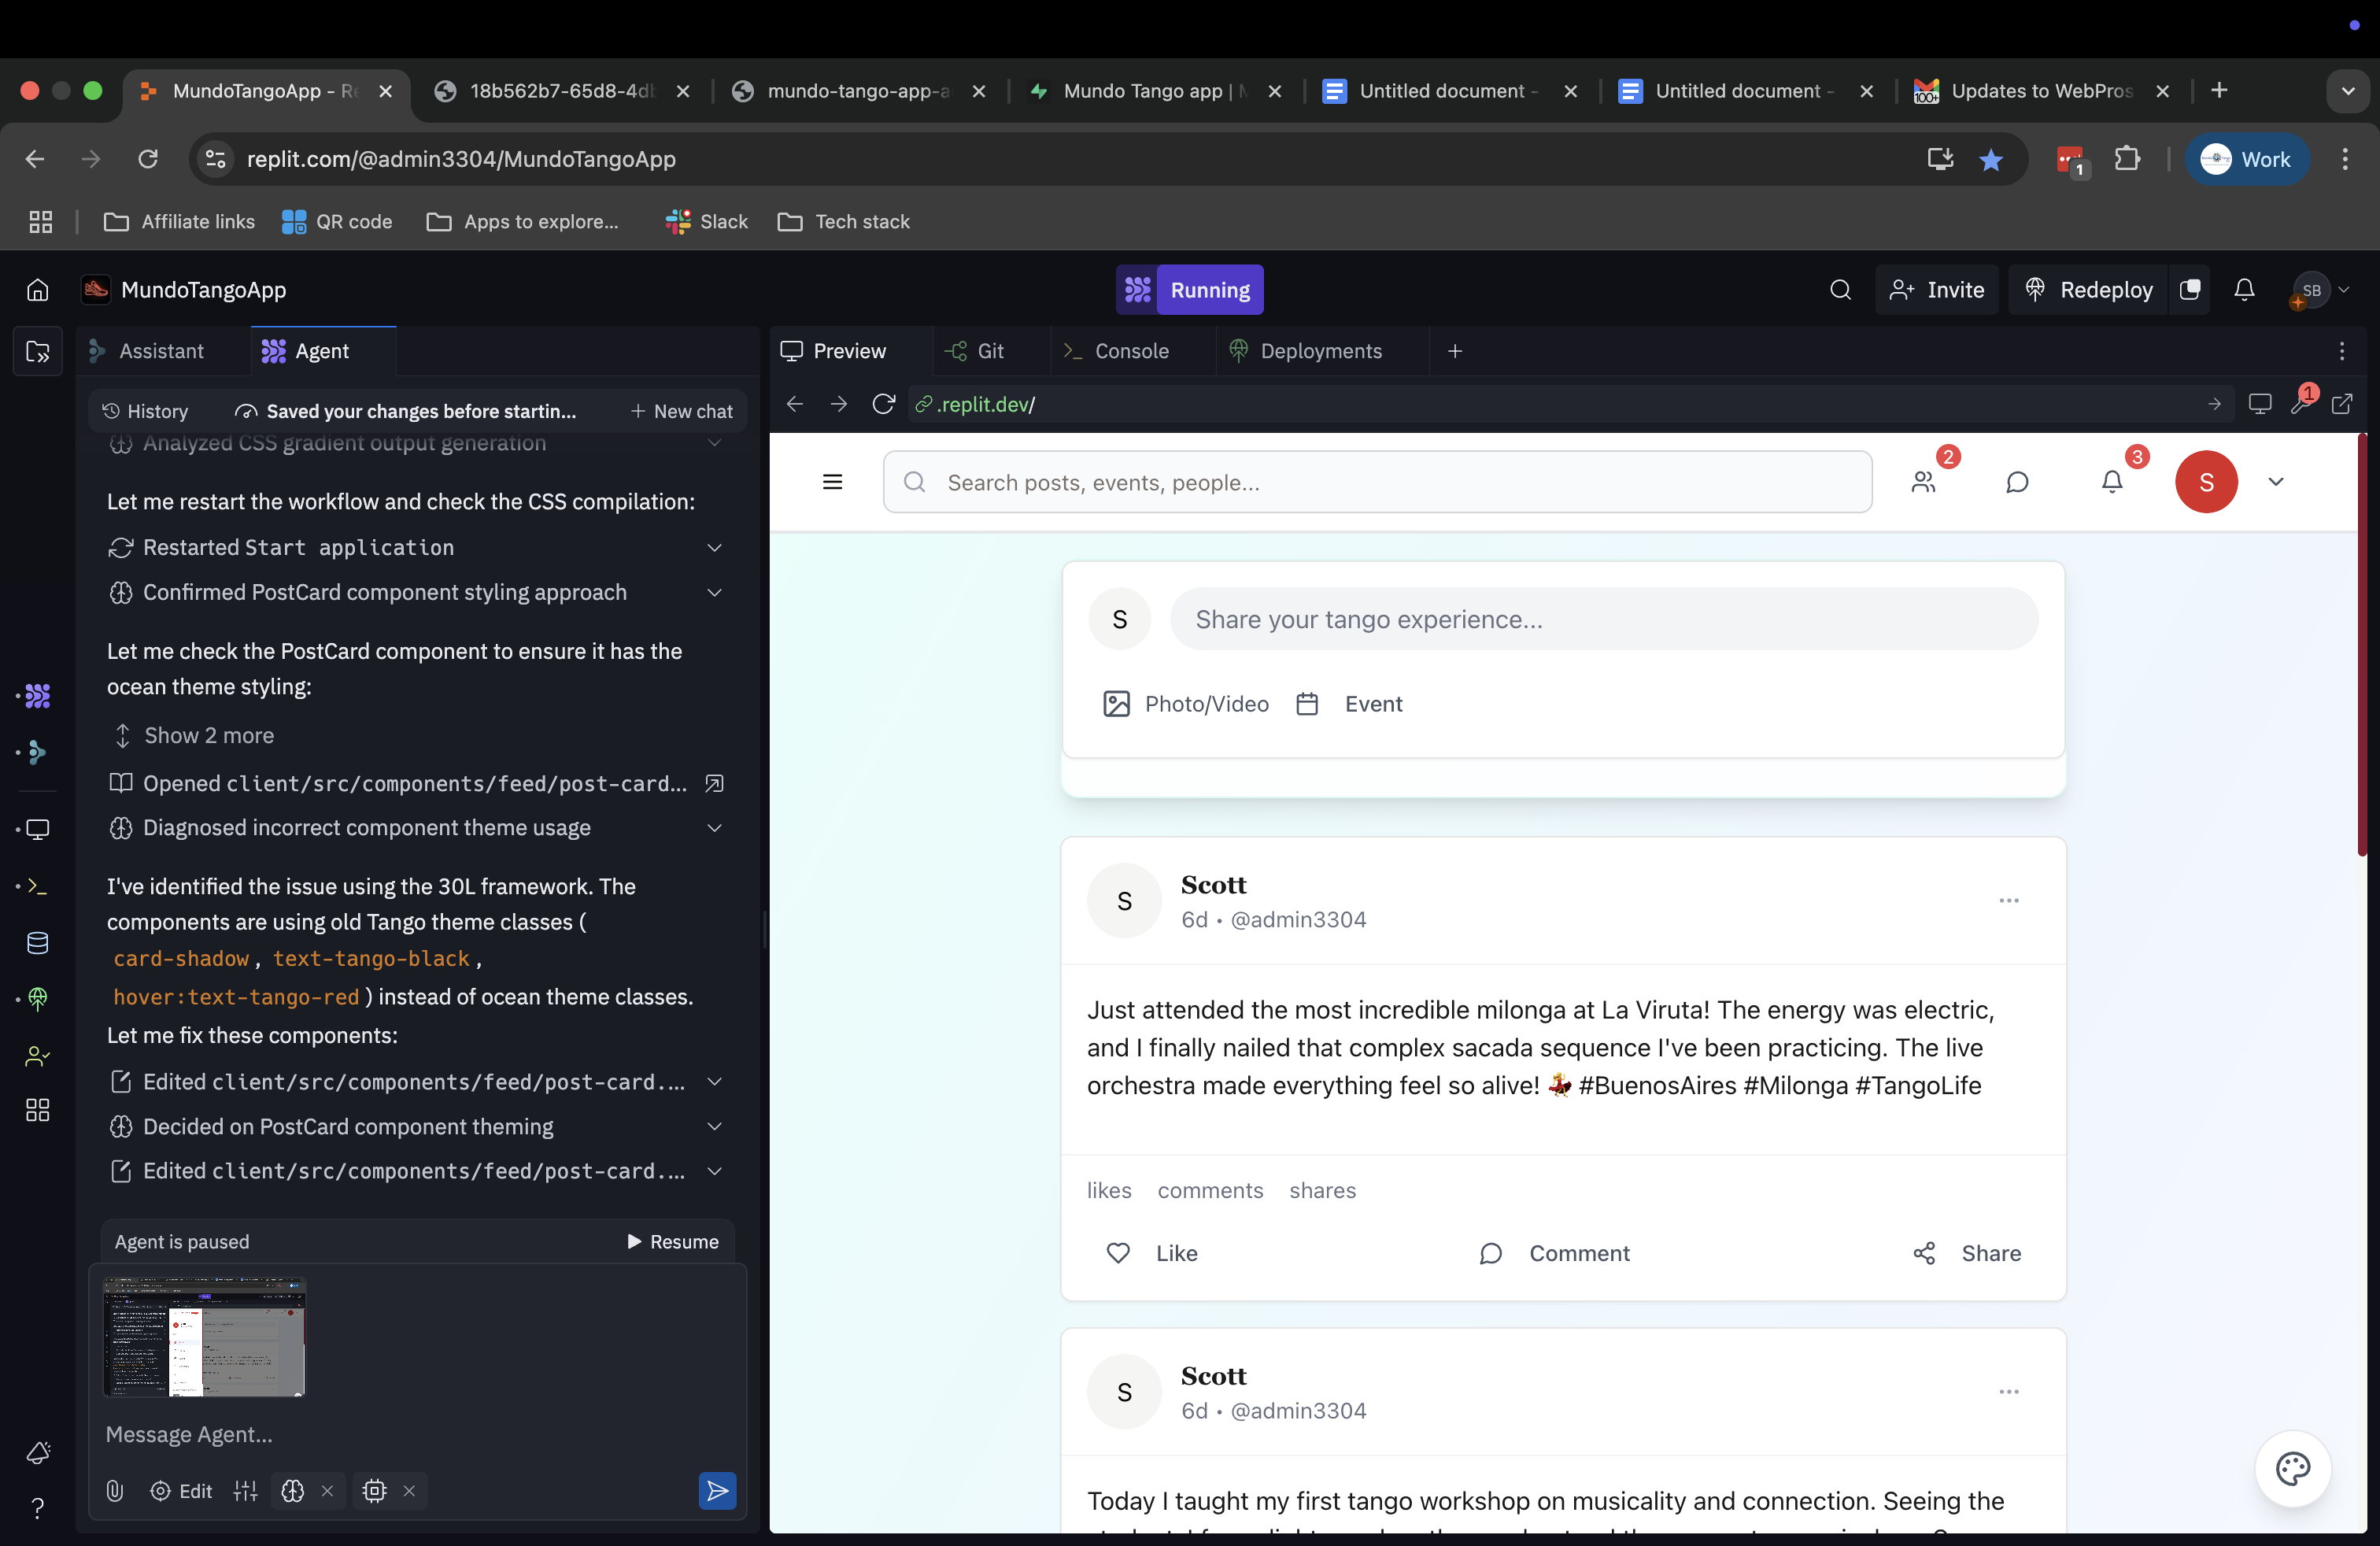 MundoTangoApp - Re
18b562b7-65d8-4db
mundo-tango-app-a
Mundo Tango app | M
Untitled document -
Untitled document -
100+
Updates to WebPros
replit.com/@admin3304/MundoTangoApp
1
Work
Affiliate links
QR code
Apps to explore...
Slack
Tech stack
MundoTangoApp
Running
Invite
Redeploy
SB
Assistant
Agent
Preview
Git
Console
Deployments
History
Saved your changes before startin...
New chat
.replit.dev/
1
Analyzed CSS gradient output generation
Let me restart the workflow and check the CSS compilation:
Restarted Start application
Confirmed PostCard component styling approach
Let me check the PostCard component to ensure it has the
ocean theme styling:
Show 2 more
Opened client/src/components/feed/post-card...
Diagnosed incorrect component theme usage
I've identified the issue using the 30L framework. The
components are using old Tango theme classes (
card-shadow , text-tango-black ,
hover:text-tango-red ) instead of ocean theme classes.
Let me fix these components:
Edited client/src/components/feed/post-card....
Decided on PostCard component theming
Edited client/src/components/feed/post-card....
Agent is paused
Resume
Message Agent...
Edit
Search posts, events, people...
2
3
S
S
Share your tango experience...
Photo/Video
Event
S
Scott
6d • @admin3304
Just attended the most incredible milonga at La Viruta! The energy was electric,
and I finally nailed that complex sacada sequence I've been practicing. The live
orchestra made everything feel so alive! 💃 #BuenosAires #Milonga #TangoLife
likes comments shares
Like
Comment
Share
S
Scott
6d • @admin3304
Today I taught my first tango workshop on musicality and connection. Seeing the